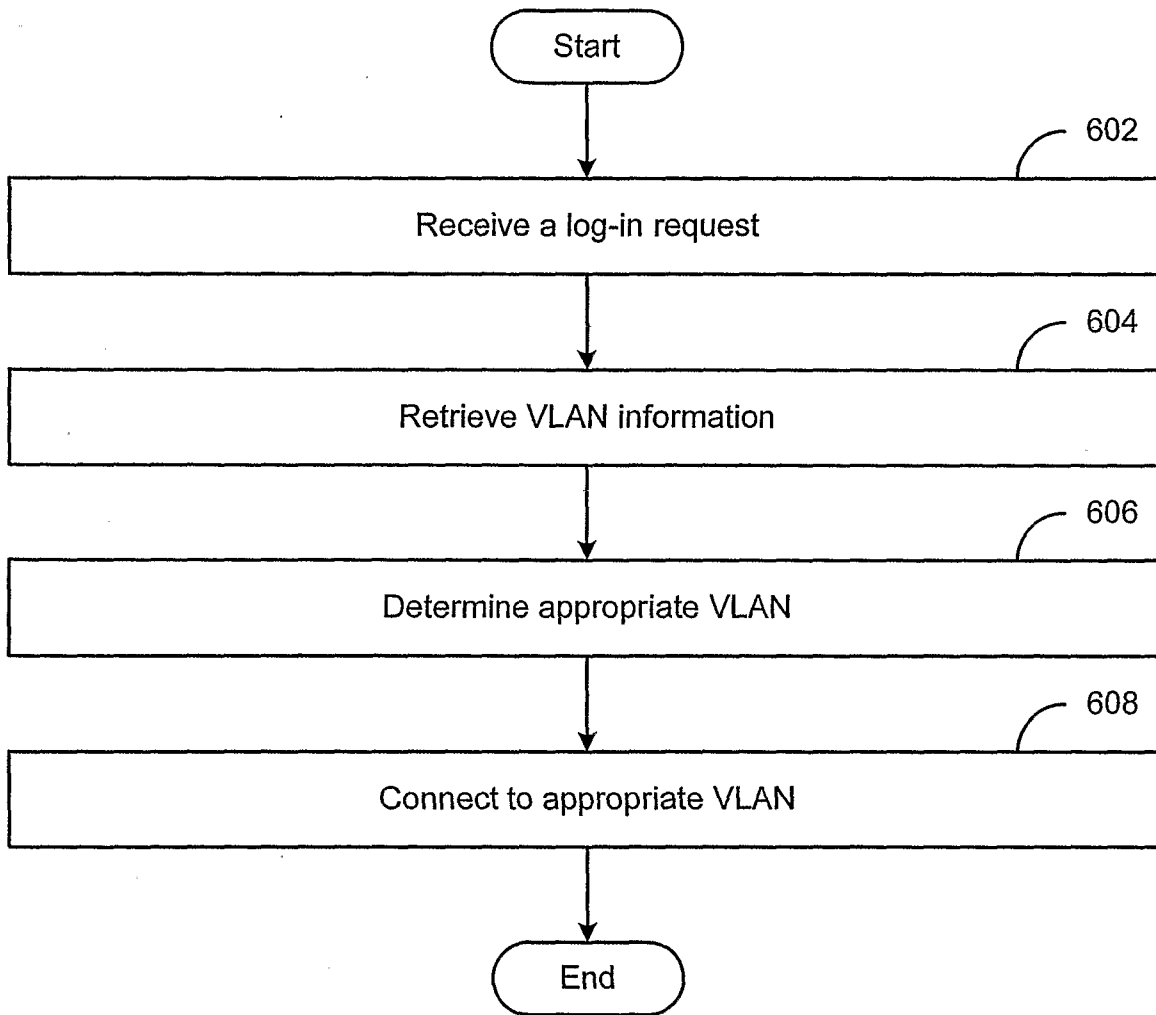 Start
602
Receive a log-in request
604
Retrieve VLAN information
606
Determine appropriate VLAN
608
Connect to appropriate VLAN
End